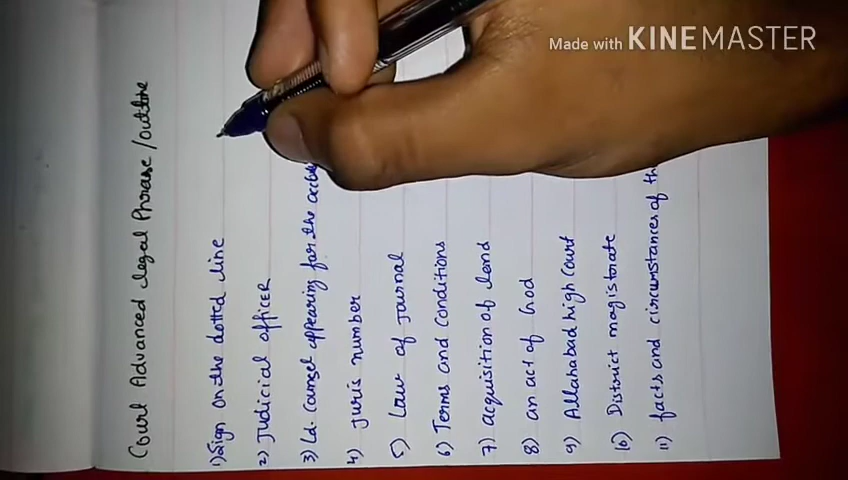 Made with KINEMASTER
Court Advanced legal Phrase/outline
1) Sign on the dotted line
2) Judicial officer
3) Ld. Counsel appearing for the
4) juris number
5) Law of Journal
6) Terms and Conditions
7) acquisition of land
8) an act of God
9) Allahabad high Court
10) District magistrate
11) facts and circumstances of